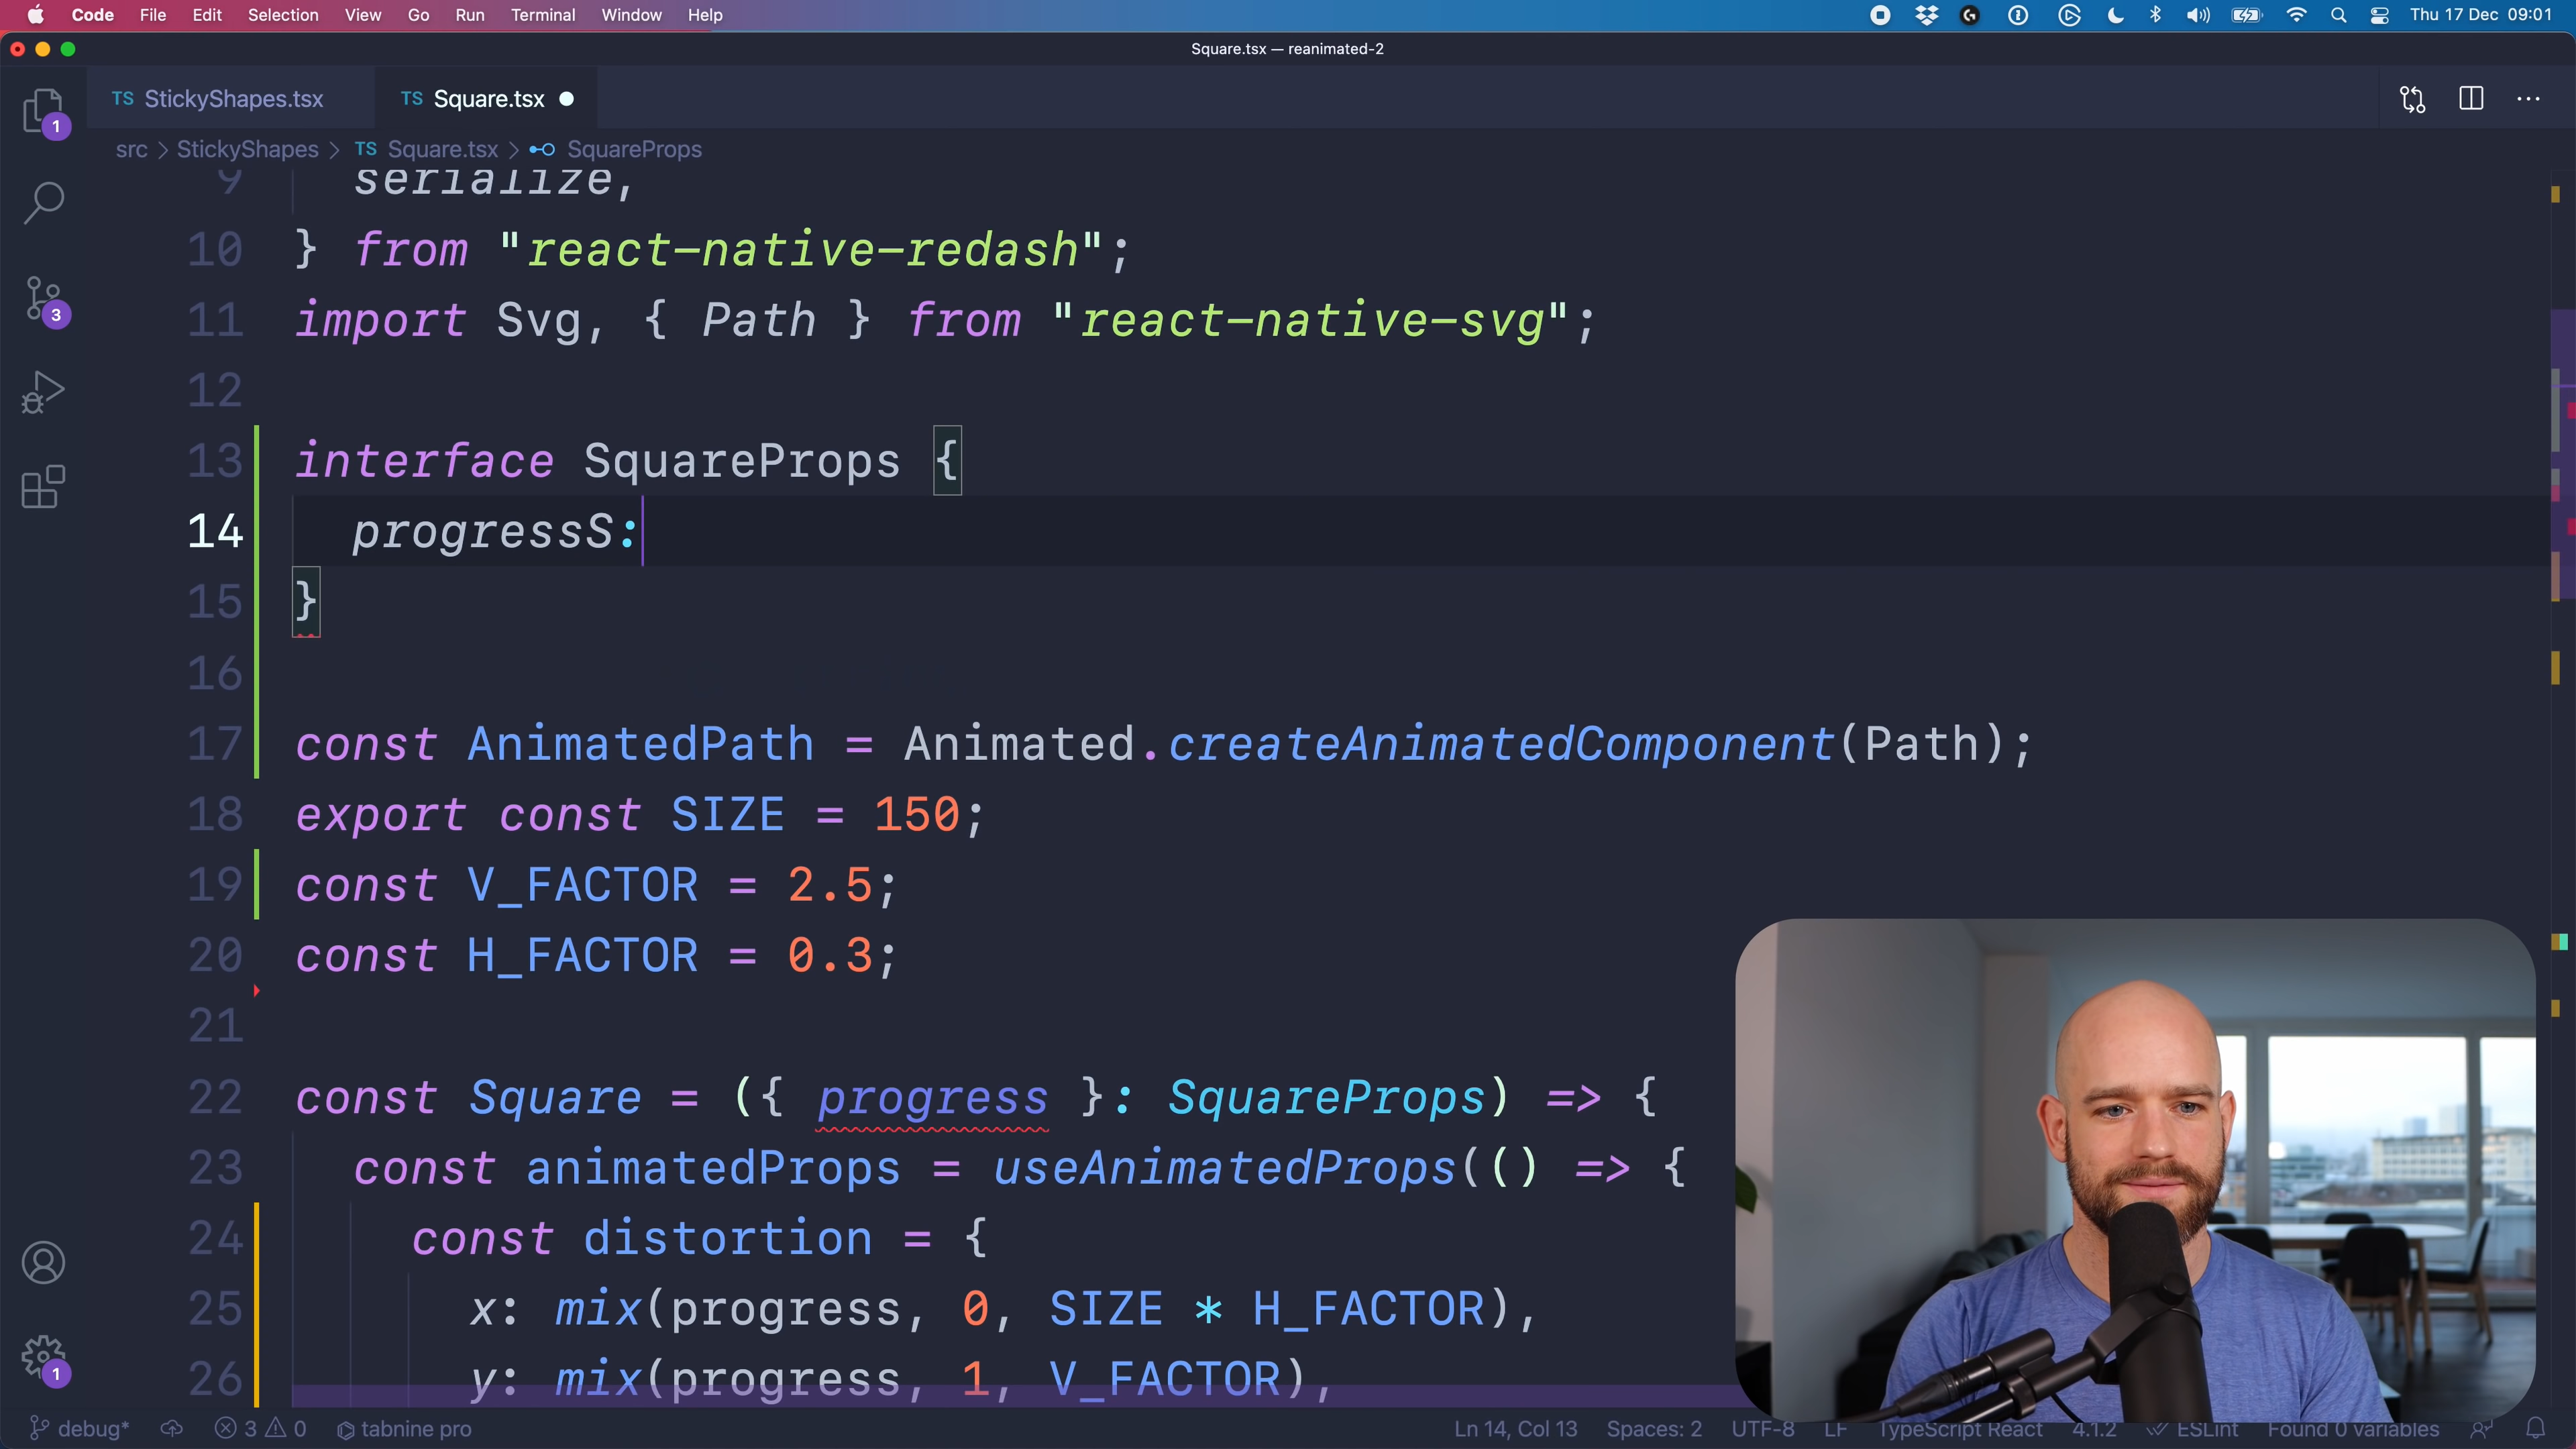 Code File Edit Selection View Go Run Terminal Window Help Thu 17 Dec 09:01
Square.tsx — reanimated-2
TS StickyShapes.tsx TS Square.tsx
src > StickyShapes > TS Square.tsx > SquareProps
9 serialize,
10 } from "react-native-redash";
11 import Svg, { Path } from "react-native-svg";
12
13 interface SquareProps {
14 progressS:
15 }
16
17 const AnimatedPath = Animated.createAnimatedComponent(Path);
18 export const SIZE = 150;
19 const V_FACTOR = 2.5;
20 const H_FACTOR = 0.3;
21
22 const Square = ({ progress }: SquareProps) => {
23 const animatedProps = useAnimatedProps(() => {
24 const distortion = {
25 x: mix(progress, 0, SIZE * H_FACTOR),
26 y: mix(progress, 1, V_FACTOR),
1
3
1
debug* 3 0 tabnine pro Ln 14, Col 13 Spaces: 2 UTF-8 LF TypeScript React 4.1.2 ESLint Found 0 variables